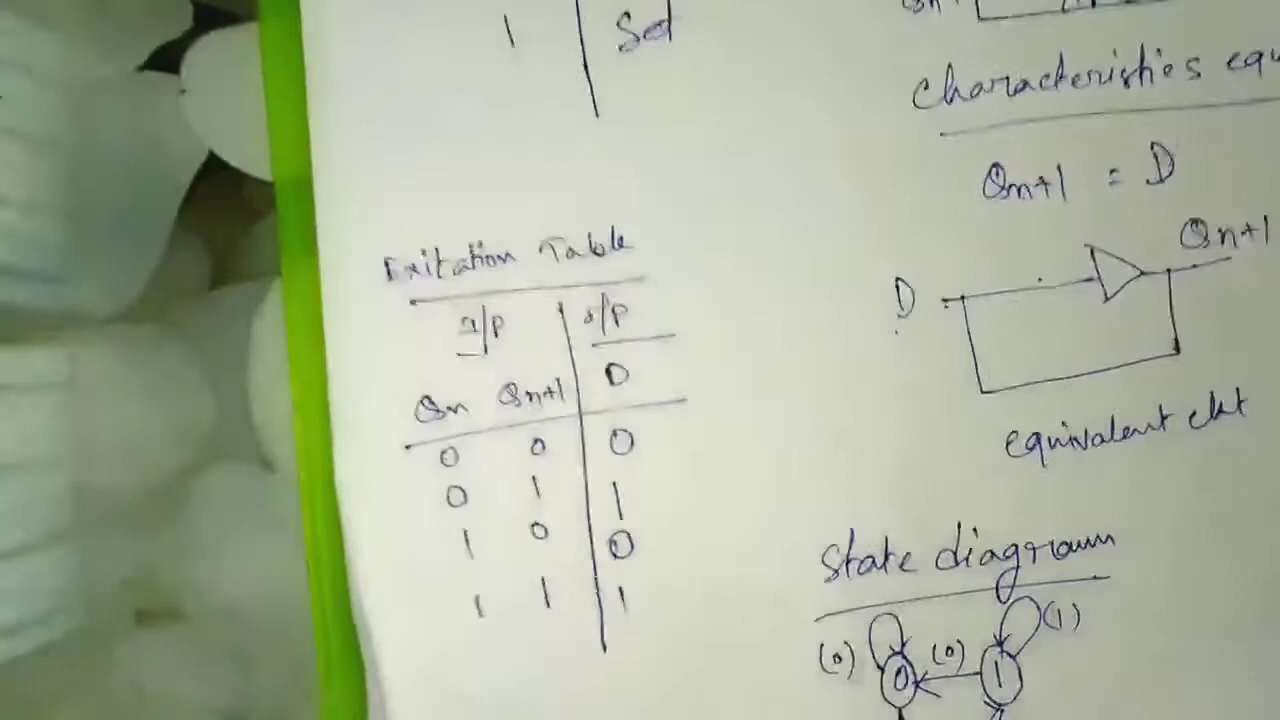 1 Set
Exitation Table
I/P O/P
Qn Qn+1 D
0 0 0
0 1 1
1 0 0
1 1 1
characteristics equ
Qn+1 = D
D Qn+1
equivalent ckt
State diagram
(0) 0 (0) 1 (1)